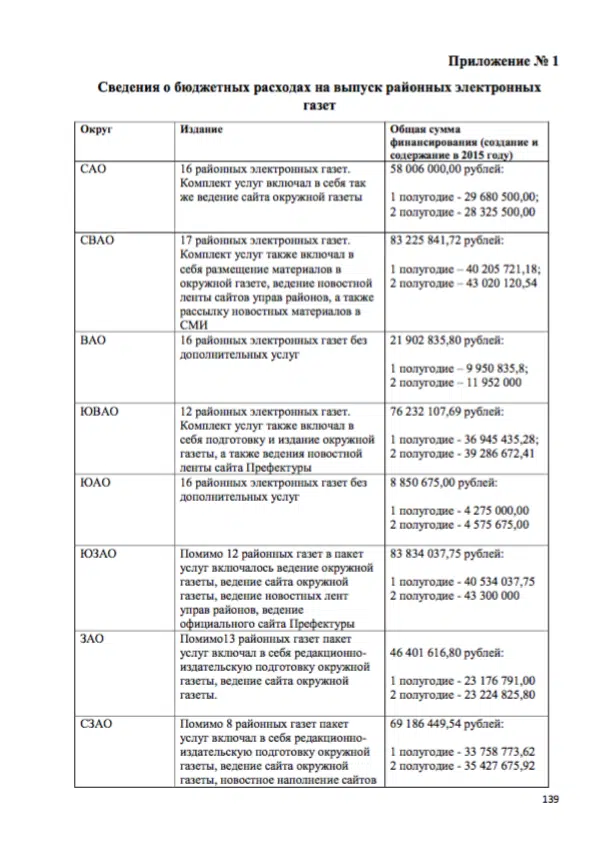 Приложение № 1
Сведения о бюджетных расходах на выпуск районных электронных
газет
Округ
Издание
Общая сумма
финансирования (создание и
содержание в 2015 году)
САО
16 районных электронных газет.
Комплект услуг включал в себя так
же ведение сайта окружной газеты
58 006 000,00 рублей:
1 полугодие - 29 680 500,00;
2 полугодие - 28 325 500,00
СВАО
17 районных электронных газет.
Комплект услуг также включал в
себя размещение материалов в
окружной газете, ведение новостной
ленты сайтов управ районов, а также
рассылку новостных материалов в
СМИ
83 225 841,72 рублей:
1 полугодие – 40 205 721,18;
2 полугодие – 43 020 120,54
ВАО
16 районных электронных газет без
дополнительных услуг
21 902 835,80 рублей:
1 полугодие – 9 950 835,8;
2 полугодие – 11 952 000
ЮВАО
12 районных электронных газет.
Комплект услуг также включал в
себя подготовку и издание окружной
газеты, а также ведения новостной
ленты сайта Префектуры
76 232 107,69 рублей:
1 полугодие - 36 945 435,28;
2 полугодие - 39 286 672,41
ЮАО
16 районных электронных газет без
дополнительных услуг
8 850 675,00 рублей:
1 полугодие - 4 275 000,00
2 полугодие - 4 575 675,00
ЮЗАО
Помимо 12 районных газет в пакет
услуг включалось ведение окружной
газеты, ведение сайта окружной
газеты, ведение новостных лент
управ районов, ведение
официального сайта Префектуры
83 834 037,75 рублей:
1 полугодие - 40 534 037,75
2 полугодие - 43 300 000
ЗАО
Помимо13 районных газет пакет
услуг включал в себя редакционно-
издательскую подготовку окружной
газеты, ведение сайта окружной
газеты.
46 401 616,80 рублей:
1 полугодие - 23 176 791,00
2 полугодие - 23 224 825,80
СЗАО
Помимо 8 районных газет пакет
услуг включал в себя редакционно-
издательскую подготовку окружной
газеты, ведение сайта окружной
газеты, новостное наполнение сайтов
69 186 449,54 рублей:
1 полугодие - 33 758 773,62
2 полугодие - 35 427 675,92
139